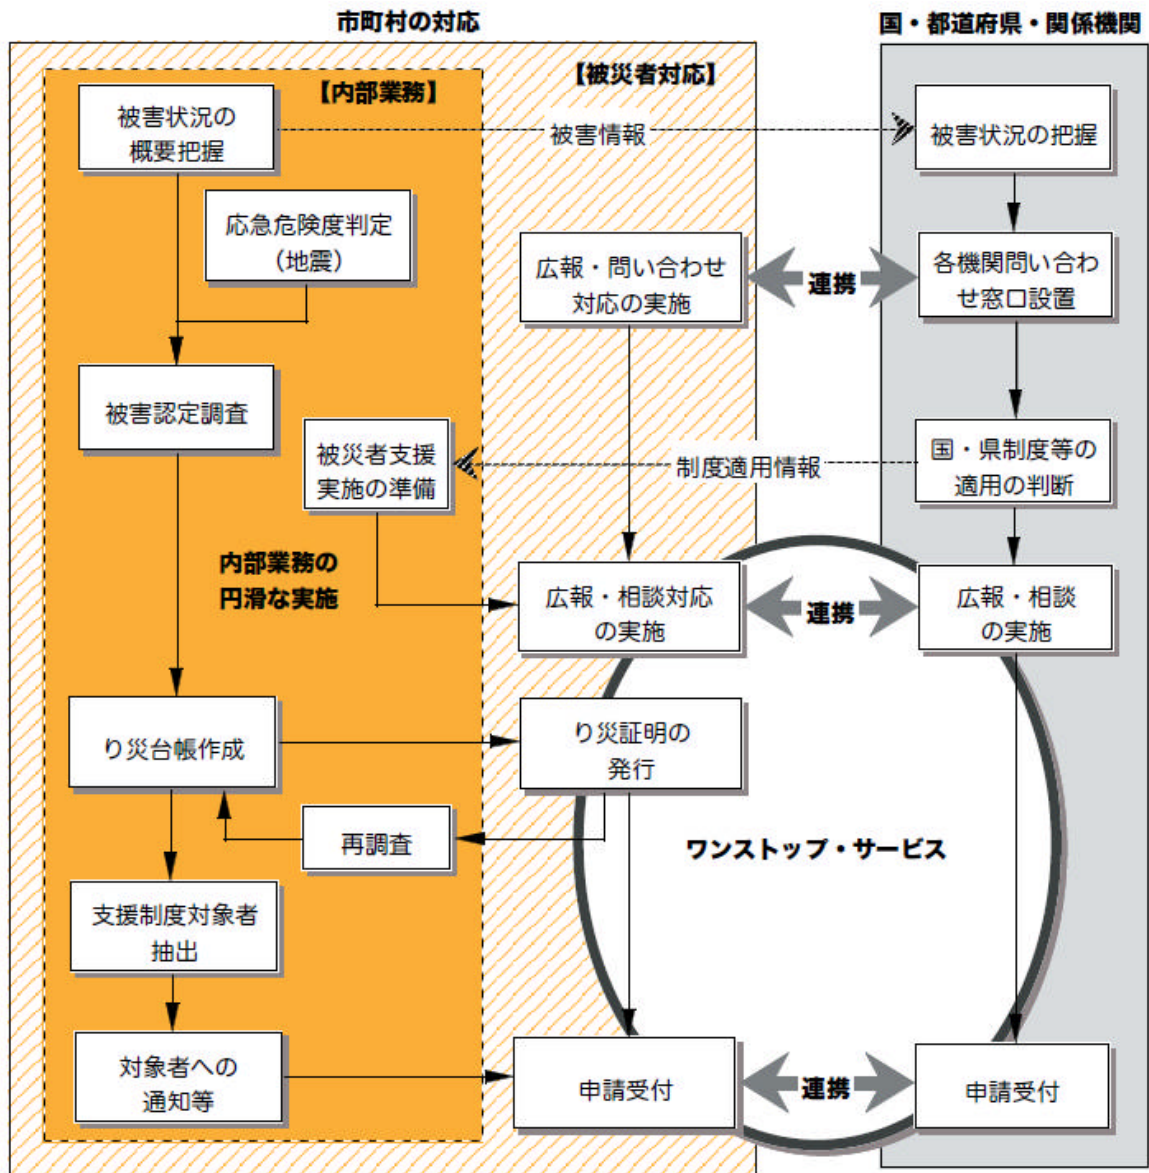 市町村の対応
国・都道府県・関係機関
【内部業務】
【被災者対応】
被害状況の
概要把握
被害情報
被害状況の把握
応急危険度判定
（地震）
広報・問い合わせ
対応の実施
連携
各機関問い合わ
せ窓口設置
被害認定調査
被災者支援
実施の準備
制度適用情報
国・県制度等の
適用の判断
内部業務の
円滑な実施
広報・相談対応
の実施
連携
広報・相談
の実施
り災台帳作成
り災証明の
発行
再調査
ワンストップ・サービス
支援制度対象者
抽出
対象者への
通知等
申請受付
連携
申請受付